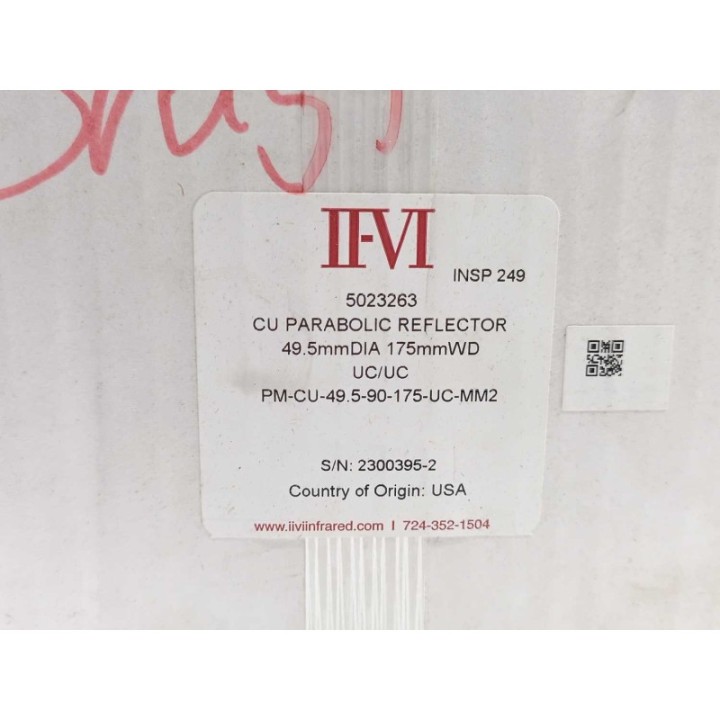 II-VI
INSP 249
5023263
CU PARABOLIC REFLECTOR
49.5mmDIA 175mmWD
UC/UC
PM-CU-49.5-90-175-UC-MM2
S/N: 2300395-2
Country of Origin: USA
www.iiviinfrared.com I 724-352-1504